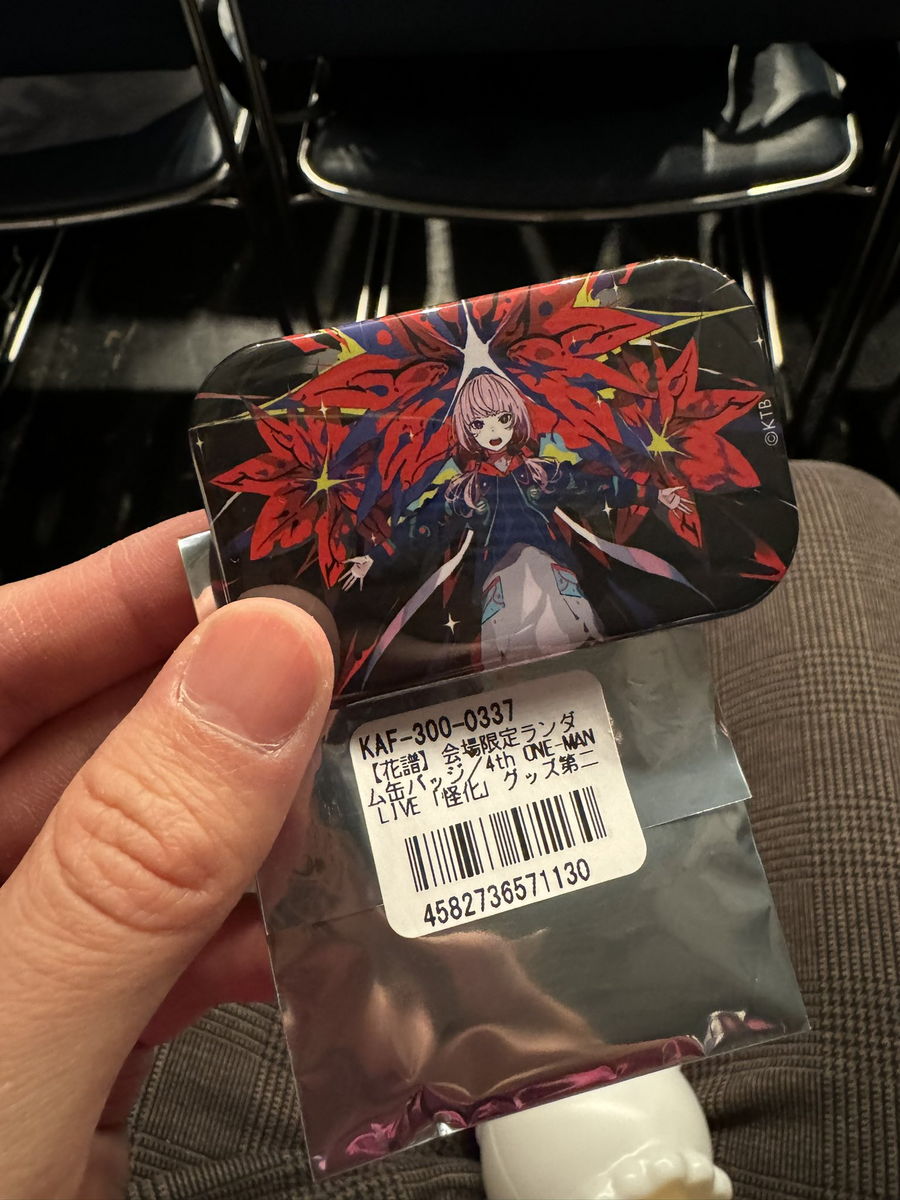 ©KTB
KAF-300-0337
【花譜】会場限定ランダ
ム缶バッジ／4th ONE-MAN
LIVE「怪化」グッズ第二
4582736571130